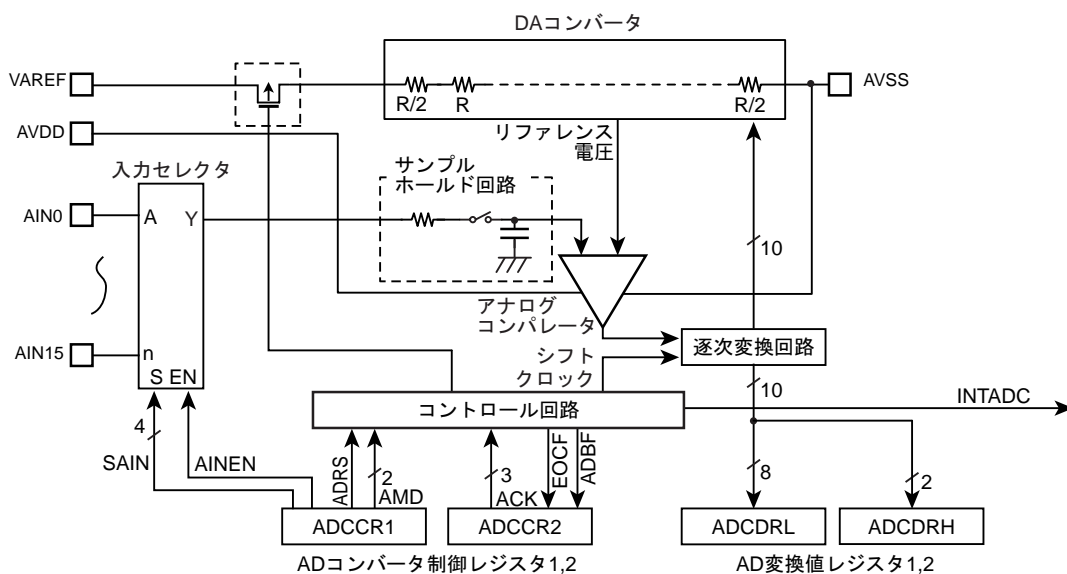 DAコンバータ
VAREF
R/2
R
R/2
AVSS
AVDD
リファレンス
電圧
入力セレクタ
サンプル
ホールド回路
AIN0
A
Y
10
アナログ
コンパレータ
AIN15
n
シフト
クロック
逐次変換回路
S EN
10
コントロール回路
INTADC
4
SAIN
AINEN
ADRS
2
AMD
3
ACK
EOCF
ADBF
8
2
ADCCR1
ADCCR2
ADCDRL
ADCDRH
ADコンバータ制御レジスタ1,2
AD変換値レジスタ1,2